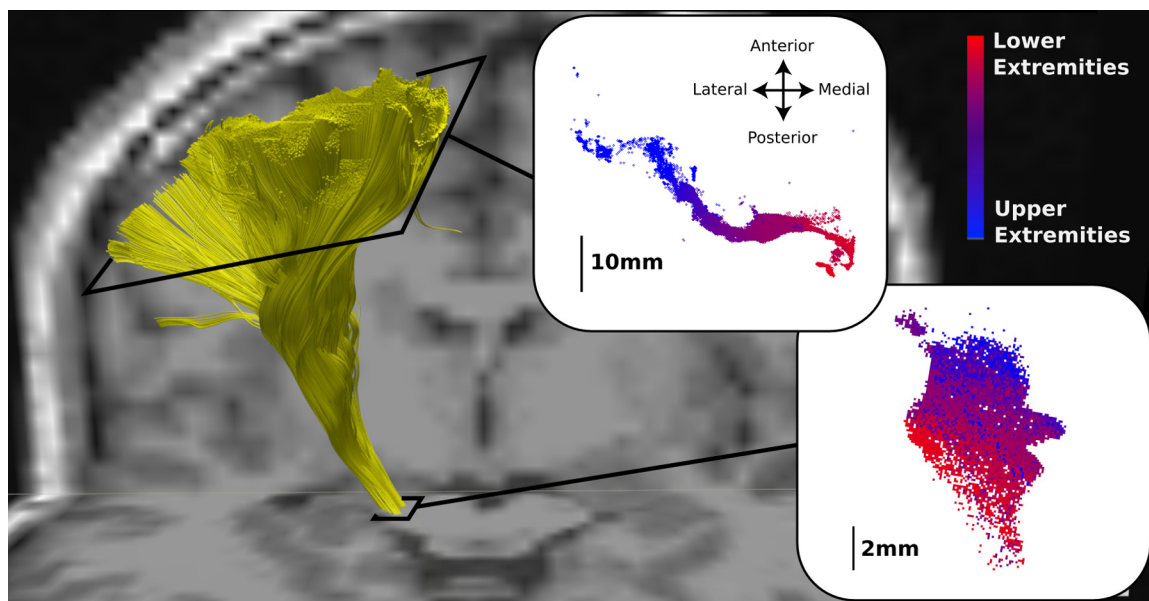 Anterior
Lateral Medial
Posterior
10mm
Lower
Extremities
Upper
Extremities
2mm